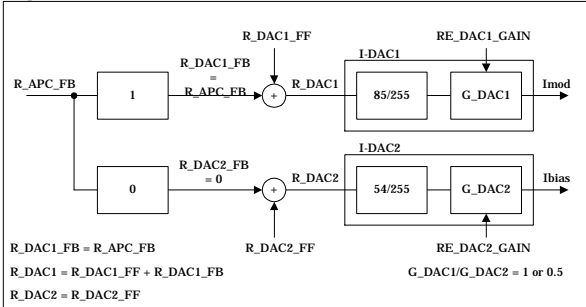 R_DAC1_FF
RE_DAC1_GAIN
I-DAC1
R_DAC1_FB
=
R_APC_FB
R_APC_FB
1
+
R_DAC1
85/255
G_DAC1
Imod
I-DAC2
R_DAC2_FB
= 0
0
+
R_DAC2
54/255
G_DAC2
Ibias
R_DAC2_FF
RE_DAC2_GAIN
R_DAC1_FB = R_APC_FB
R_DAC1 = R_DAC1_FF + R_DAC1_FB
G_DAC1/G_DAC2 = 1 or 0.5
R_DAC2 = R_DAC2_FF